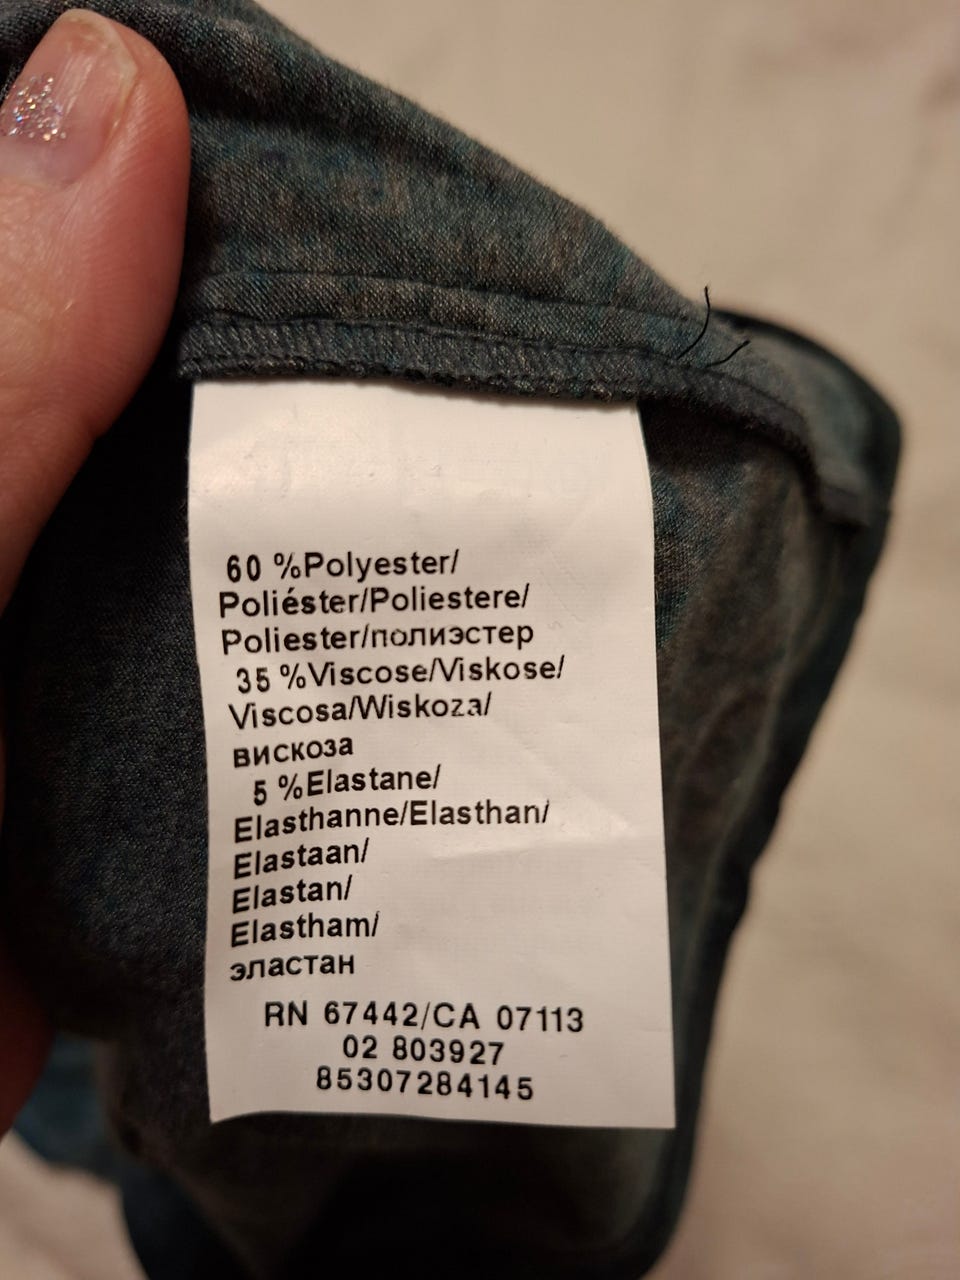 60 %Polyester/
Poliéster/Poliestere/
Poliester/полиэстер
35 %Viscose/Viskose/
Viscosa/Wiskoza/
вискоза
5 %Elastane/
Elasthanne/Elasthan/
Elastaan/
Elastan/
Elastham/
эластан
RN 67442/CA 07113
02 803927
85307284145